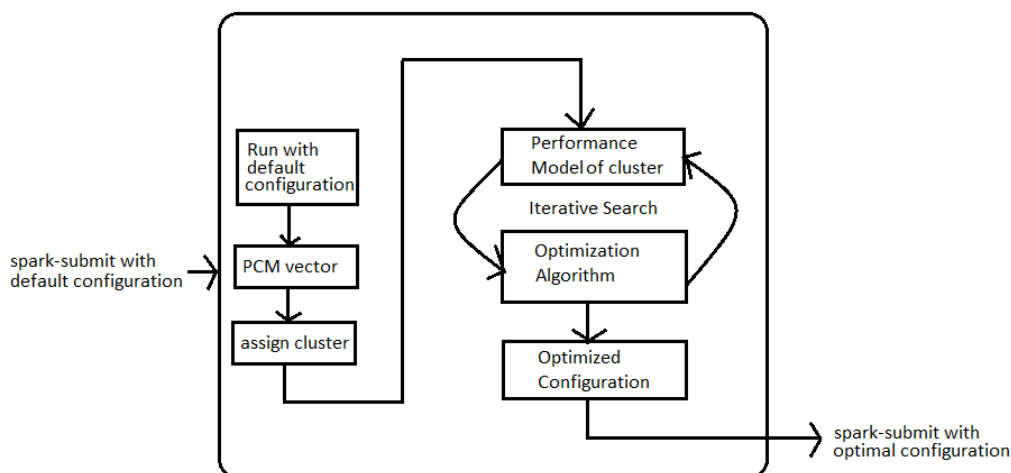 spark-submit with
default configuration
Run with
default
configuration
PCM vector
assign cluster
Performance
Model of cluster
Iterative Search
Optimization
Algorithm
Optimized
Configuration
spark-submit with
optimal configuration